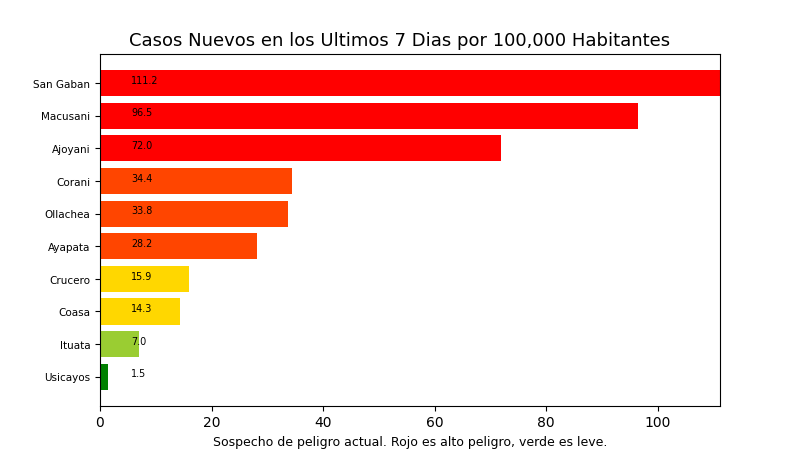 Casos Nuevos en los Ultimos 7 Dias por 100,000 Habitantes
San Gaban 111.2
Macusani 96.5
Ajoyani 72.0
Corani 34.4
Ollachea 33.8
Ayapata 28.2
Crucero 15.9
Coasa 14.3
Ituata 7.0
Usicayos 1.5
0 20 40 60 80 100
Sospecho de peligro actual. Rojo es alto peligro, verde es leve.